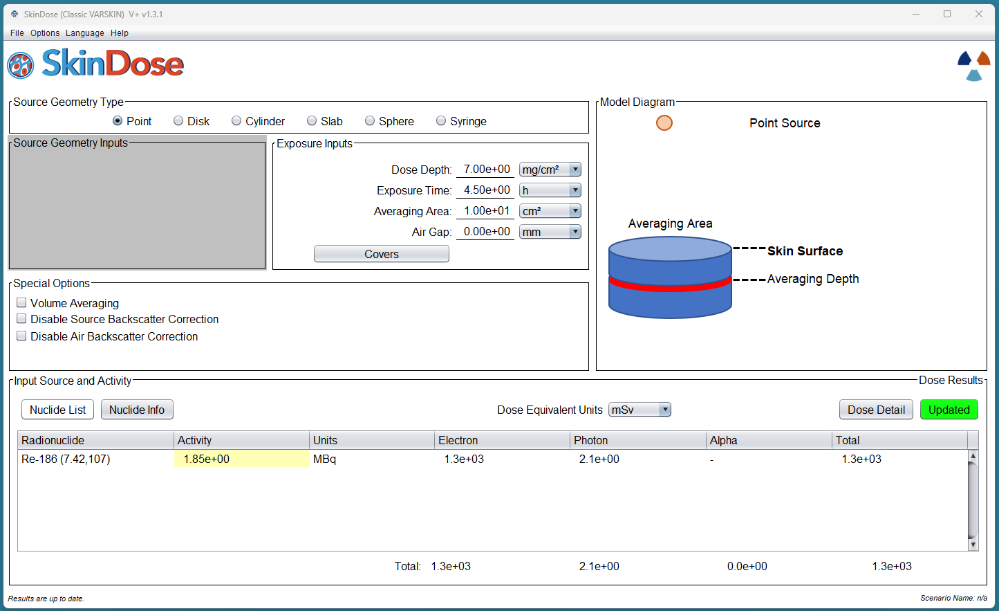 SkinDose (Classic VARSKIN) V+ v1.3.1
File Options Language Help
SkinDose
Source Geometry Type
Point Disk Cylinder Slab Sphere Syringe
Source Geometry Inputs
Exposure Inputs
Dose Depth: 7.00e+00 mg/cm²
Exposure Time: 4.50e+00 h
Averaging Area: 1.00e+01 cm²
Air Gap: 0.00e+00 mm
Covers
Special Options
Volume Averaging
Disable Source Backscatter Correction
Disable Air Backscatter Correction
Model Diagram
Point Source
Averaging Area
Skin Surface
Averaging Depth
Input Source and Activity Dose Results
Nuclide List Nuclide Info Dose Equivalent Units mSv Dose Detail Updated
Radionuclide Activity Units Electron Photon Alpha Total
Re-186 (7.42,107) 1.85e+00 MBq 1.3e+03 2.1e+00 - 1.3e+03
Total: 1.3e+03 2.1e+00 0.0e+00 1.3e+03
Results are up to date. Scenario Name: n/a